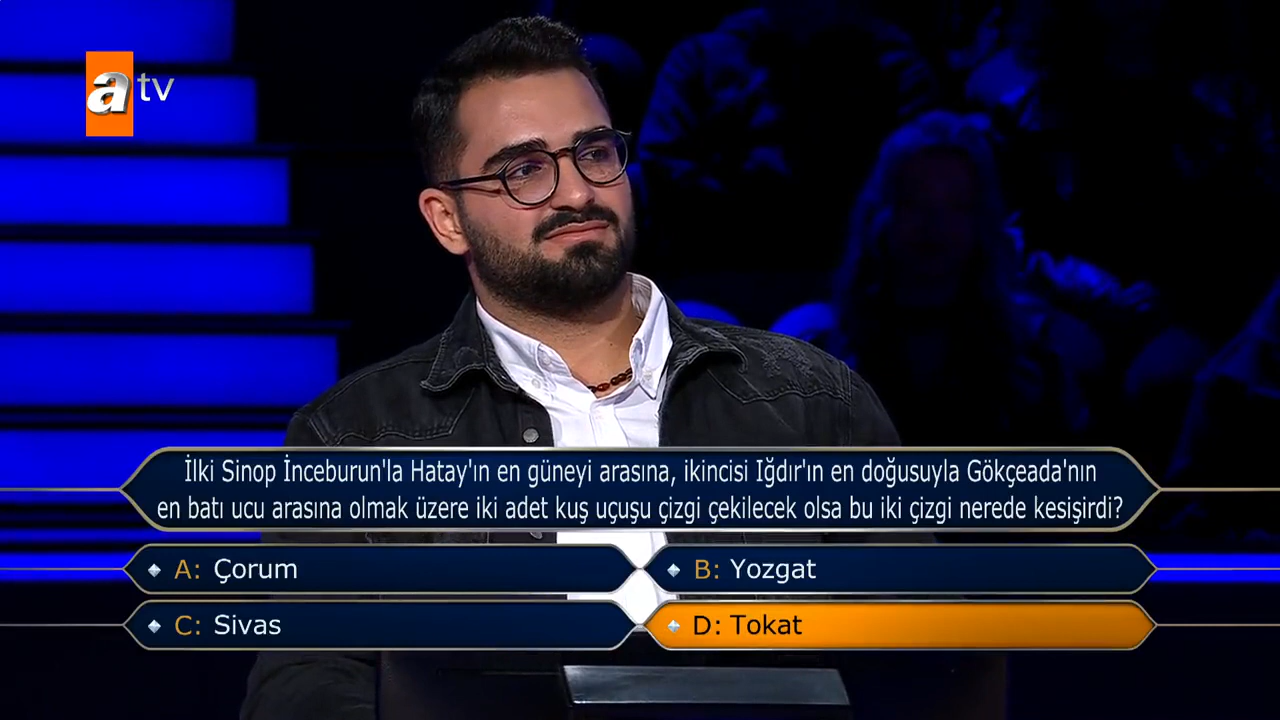 atv
İlki Sinop İnceburun'la Hatay'ın en güneyi arasına, ikincisi Iğdır'ın en doğusuyla Gökçeada'nın
en batı ucu arasına olmak üzere iki adet kuş uçuşu çizgi çekilecek olsa bu iki çizgi nerede kesişirdi?
A: Çorum
B: Yozgat
C: Sivas
D: Tokat